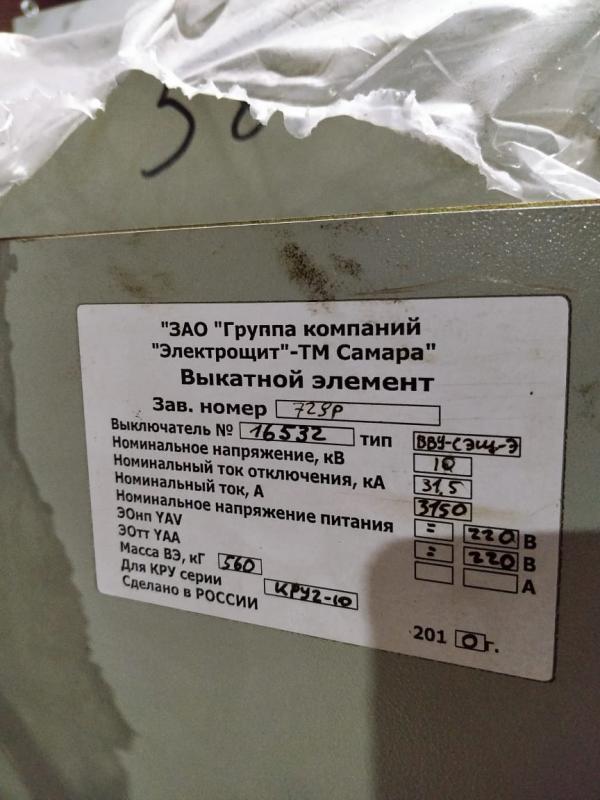 50
"ЗАО "Группа компаний
"Электрощит"-ТМ Самара"
Выкатной элемент
Зав. номер 729Р
Выключатель № 16532 тип ВВУ-СЭЩ-Э
Номинальное напряжение, кВ 10
Номинальный ток отключения, кА 31,5
Номинальный ток, А 3150
Номинальное напряжение питания
ЭОнп YAV = 220 В
ЭОтт YAA = 220 В
А
Масса ВЭ, кГ 560
Для КРУ серии КРУ2-10
Сделано в РОССИИ
2010г.